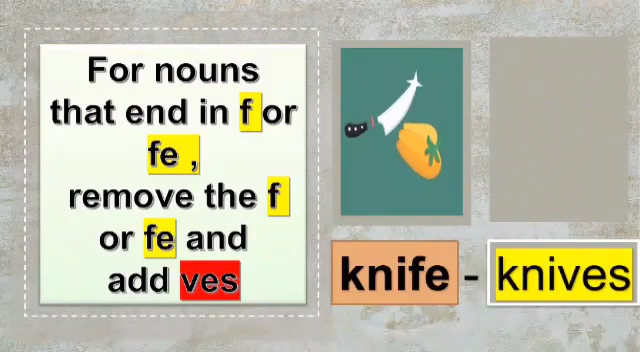 For nouns
that end in f or
fe ,
remove the f
or fe and
add ves
knife - knives